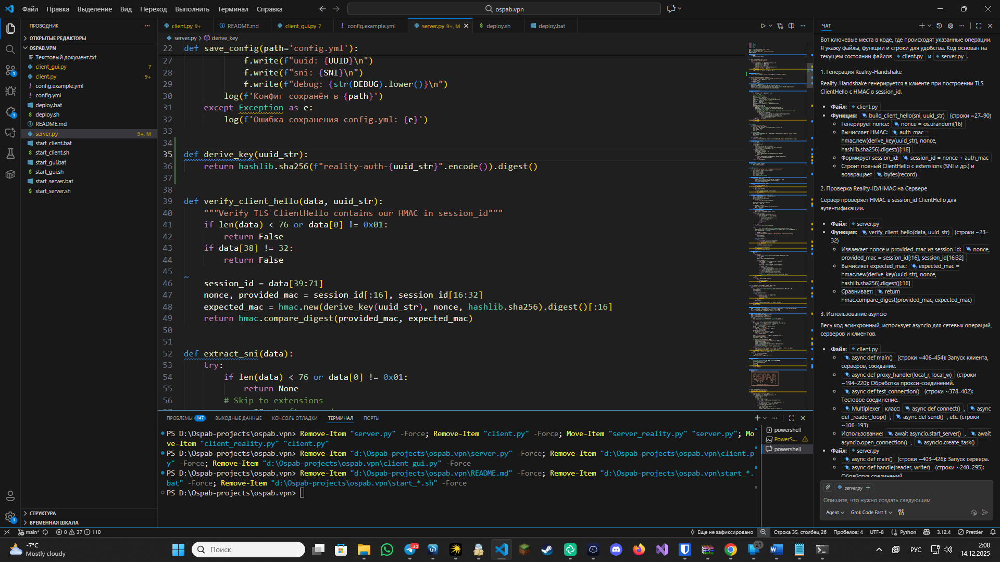 Файл Правка Выделение Вид Переход Выполнить Терминал Справка
ospab.vpn
ПРОВОДНИК
ОТКРЫТЫЕ РЕДАКТОРЫ
OSPAB.VPN
Текстовый документ.txt
client_gui.py 7
client.py 9+
config.example.yml
config.yml
deploy.bat
deploy.sh
README.md
server.py 9+, M
start_client.bat
start_client.sh
start_gui.bat
start_gui.sh
start_server.bat
start_server.sh
СТРУКТУРА
ВРЕМЕННАЯ ШКАЛА
client.py 9+ README.md client_gui.py 7 config.example.yml server.py 9+, M deploy.sh deploy.bat
server.py > derive_key
22 def save_config(path='config.yml'):
27 f.write(f"uuid: {UUID}\n")
28 f.write(f"sni: {SNI}\n")
29 f.write(f"debug: {str(DEBUG).lower()}\n")
30 log(f'Конфиг сохранён в {path}')
31 except Exception as e:
32 log(f'Ошибка сохранения config.yml: {e}')
33
34
35 def derive_key(uuid_str):
36 return hashlib.sha256(f"reality-auth-{uuid_str}".encode()).digest()
37
38
39 def verify_client_hello(data, uuid_str):
40 """Verify TLS ClientHello contains our HMAC in session_id"""
41 if len(data) < 76 or data[0] != 0x01:
42 return False
43 if data[38] != 32:
44 return False
45
46 session_id = data[39:71]
47 nonce, provided_mac = session_id[:16], session_id[16:32]
48 expected_mac = hmac.new(derive_key(uuid_str), nonce, hashlib.sha256).digest()[:16]
49 return hmac.compare_digest(provided_mac, expected_mac)
50
51
52 def extract_sni(data):
53 try:
54 if len(data) < 76 or data[0] != 0x01:
55 return None
56 # Skip to extensions
ПРОБЛЕМЫ 147 ВЫХОДНЫЕ ДАННЫЕ КОНСОЛЬ ОТЛАДКИ ТЕРМИНАЛ ПОРТЫ
PS D:\Ospab-projects\ospab.vpn> Remove-Item "server.py" -Force; Remove-Item "client.py" -Force; Move-Item "server_reality.py" "server.py"; Mo
ve-Item "client_reality.py" "client.py"
PS D:\Ospab-projects\ospab.vpn> Remove-Item "d:\Ospab-projects\ospab.vpn\server.py" -Force; Remove-Item "d:\Ospab-projects\ospab.vpn\client.p
y" -Force; Remove-Item "d:\Ospab-projects\ospab.vpn\client_gui.py" -Force
PS D:\Ospab-projects\ospab.vpn> Remove-Item "d:\Ospab-projects\ospab.vpn\README.md" -Force; Remove-Item "d:\Ospab-projects\ospab.vpn\start_*.
bat" -Force; Remove-Item "d:\Ospab-projects\ospab.vpn\start_*.sh" -Force
PS D:\Ospab-projects\ospab.vpn>
powershell
PowerS...
powershell
ЧАТ
Вот ключевые места в коде, где происходят указанные операции.
Я укажу файлы, функции и строки для удобства. Код основан на
текущем состоянии файлов client.py и server.py.
1. Генерация Reality-Handshake
Reality-Handshake генерируется в клиенте при построении TLS
ClientHello с HMAC в session_id.
Файл: client.py
Функция: build_client_hello(sni, uuid_str) (строки ~27–90)
Генерирует nonce: nonce = os.urandom(16)
Вычисляет HMAC: auth_mac =
hmac.new(derive_key(uuid_str), nonce,
hashlib.sha256).digest()[:16]
Формирует session_id: session_id = nonce + auth_mac
Строит полный ClientHello с extensions (SNI и др.) и
возвращает bytes(record)
2. Проверка Reality-ID/HMAC на Сервере
Сервер проверяет HMAC в session_id ClientHello для
аутентификации.
Файл: server.py
Функция: verify_client_hello(data, uuid_str) (строки ~23–
32)
Извлекает nonce и provided_mac из session_id: nonce,
provided_mac = session_id[:16], session_id[16:32]
Вычисляет expected_mac: expected_mac =
hmac.new(derive_key(uuid_str), nonce,
hashlib.sha256).digest()[:16]
Сравнивает: return
hmac.compare_digest(provided_mac, expected_mac)
3. Использование asyncio
Весь код асинхронный, использует asyncio для сетевых операций,
серверов и клиентов.
Файл: client.py
async def main() (строки ~406–454): Запуск клиента,
серверов, ожидание.
async def proxy_handler(local_r, local_w) (строки
~194–220): Обработка прокси-соединений.
async def test_connection() (строки ~378–402):
Тестовое соединение.
Multiplexer класс: async def connect(), async
def _reader_loop(), async def send(), etc. (строки
~106–193)
Использование: await asyncio.start_server(), await
asyncio.open_connection(), asyncio.create_task()
Файл: server.py
async def main() (строки ~403–426): Запуск сервера.
async def handle(reader, writer) (строки ~240–295):
Обработка соединений
server.py
Опишите, что нужно создать следующим
Agent Grok Code Fast 1
main* 0 37 110
Еще не зафиксировано Строка 35, столбец 26 Пробелов: 4 UTF-8 Python 3.12.4 Prettier
-7°C
Mostly cloudy
Поиск
30
21
РУС
2:08
14.12.2025